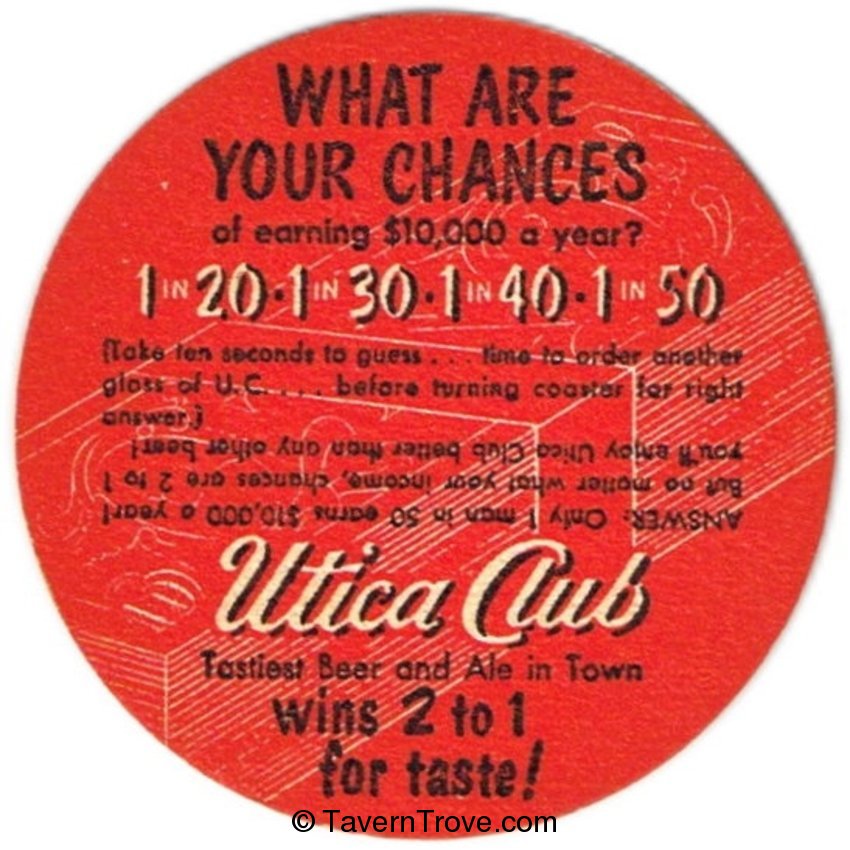 WHAT ARE
YOUR CHANCES
of earning $10,000 a year?
1 IN 20 · 1 IN 30 · 1 IN 40 · 1 IN 50
(Take ten seconds to guess . . . time to order another
glass of U.C. . . . before turning coaster for right
answer.)
ANSWER: Only 1 man in 50 earns $10,000 a year!
But no matter what your income, chances are 2 to 1
you'll enjoy Utica Club better than any other beer!
Utica Club
Tastiest Beer and Ale in Town
wins 2 to 1
for taste!
© TavernTrove.com